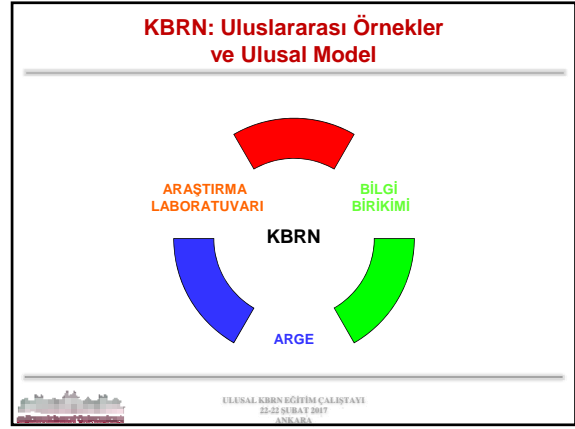 KBRN: Uluslararası Örnekler
ve Ulusal Model
ARAŞTIRMA
LABORATUVARI
BİLGİ
BİRİKİMİ
KBRN
ARGE
ULUSAL KBRN EĞİTİM ÇALIŞTAYI
22-22 ŞUBAT 2017
ANKARA